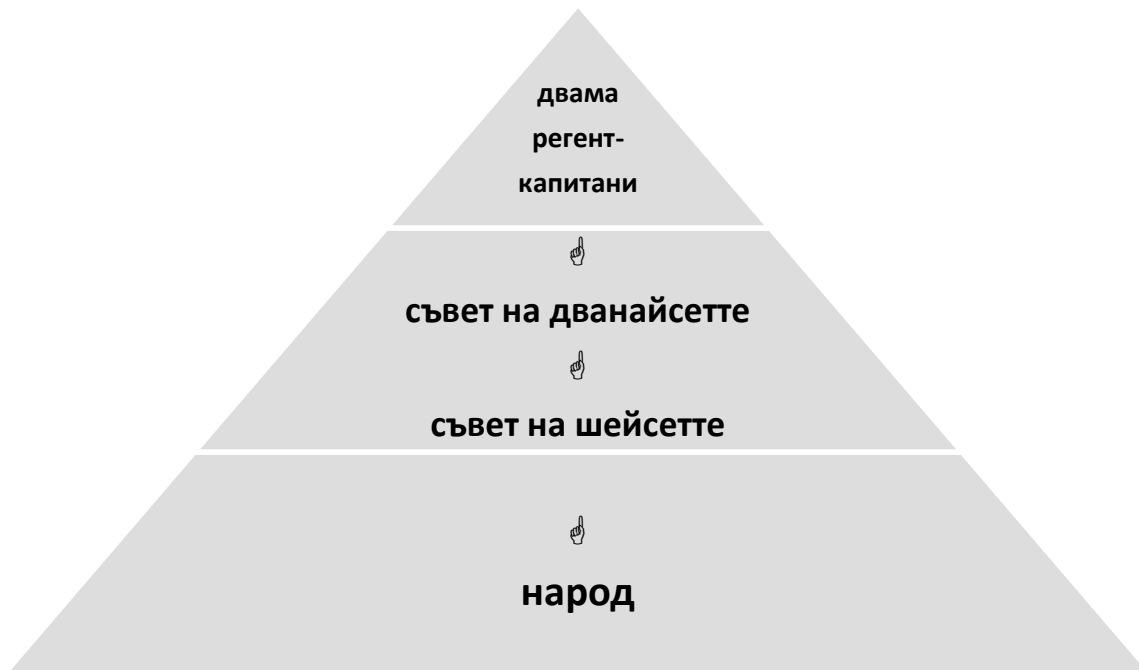 двама
регент-
капитани
☝
съвет на дванайсетте
☝
съвет на шейсетте
☝
народ